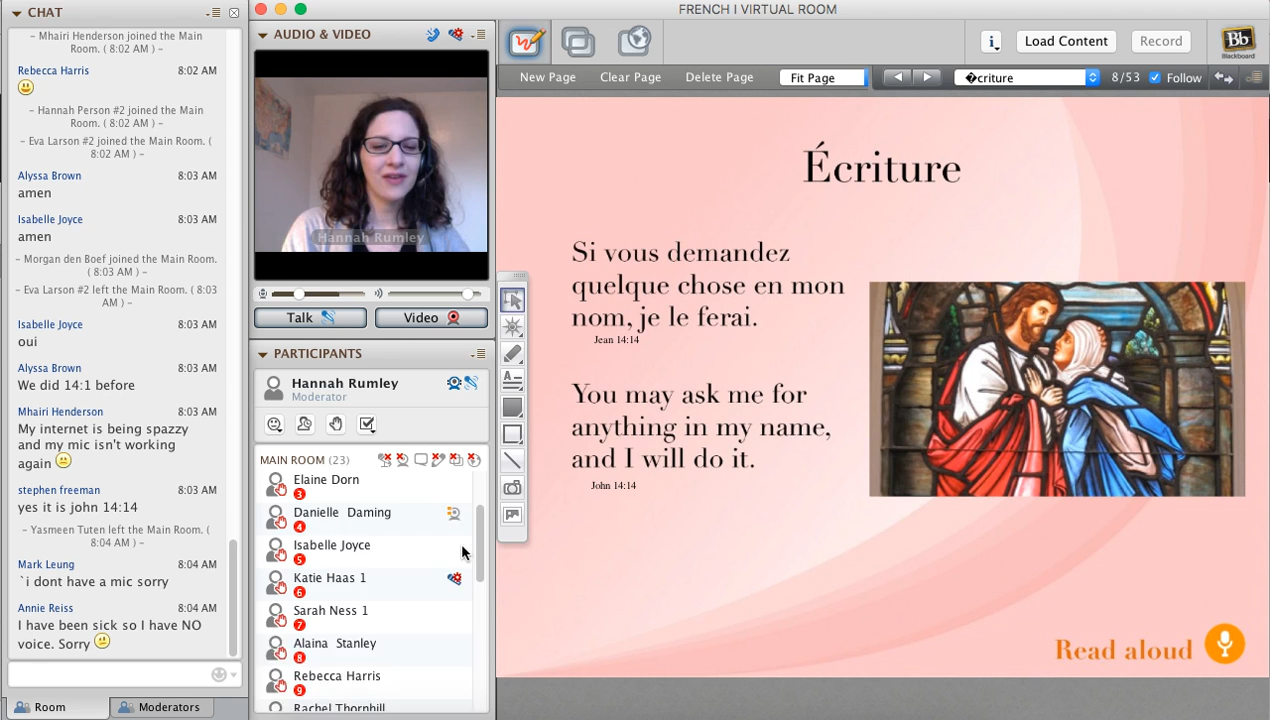 CHAT
– Mhairi Henderson joined the Main
Room. ( 8:02 AM ) –
Rebecca Harris 8:02 AM
– Hannah Person #2 joined the Main
Room. ( 8:02 AM ) –
– Eva Larson #2 joined the Main Room. (
8:02 AM ) –
Alyssa Brown 8:03 AM
amen
Isabelle Joyce 8:03 AM
amen
– Morgan den Boef joined the Main Room.
( 8:03 AM ) –
– Eva Larson #2 left the Main Room. ( 8:03
AM ) –
Isabelle Joyce 8:03 AM
oui
Alyssa Brown 8:03 AM
We did 14:1 before
Mhairi Henderson 8:03 AM
My internet is being spazzy
and my mic isn't working
again
stephen freeman 8:03 AM
yes it is john 14:14
– Yasmeen Tuten left the Main Room. (
8:04 AM ) –
Mark Leung 8:04 AM
`i dont have a mic sorry
Annie Reiss 8:04 AM
I have been sick so I have NO
voice. Sorry
Room
Moderators
AUDIO & VIDEO
Hannah Rumley
Talk
Video
PARTICIPANTS
Hannah Rumley
Moderator
MAIN ROOM (23)
Elaine Dorn
3
Danielle Daming
4
Isabelle Joyce
5
Katie Haas 1
6
Sarah Ness 1
7
Alaina Stanley
8
Rebecca Harris
9
Rachel Thornhill
FRENCH I VIRTUAL ROOM
i
Load Content
Record
Bb
Blackboard
New Page
Clear Page
Delete Page
Fit Page
�criture
8/53
Follow
Écriture
Si vous demandez
quelque chose en mon
nom, je le ferai.
Jean 14:14
You may ask me for
anything in my name,
and I will do it.
John 14:14
Read aloud